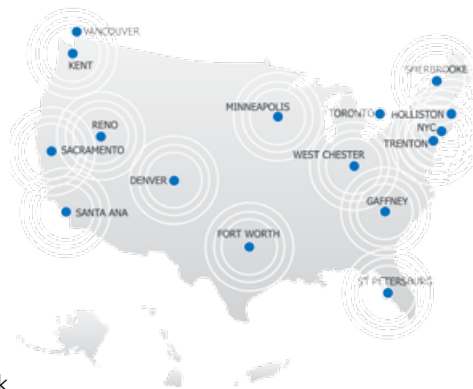 VANCOUVER
KENT
SHERBROOKE
MINNEAPOLIS
TORONTO
HOLLISTON
NYC
RENO
TRENTON
SACRAMENTO
WEST CHESTER
DENVER
GAFFNEY
SANTA ANA
FORT WORTH
ST PETERSBURG
k